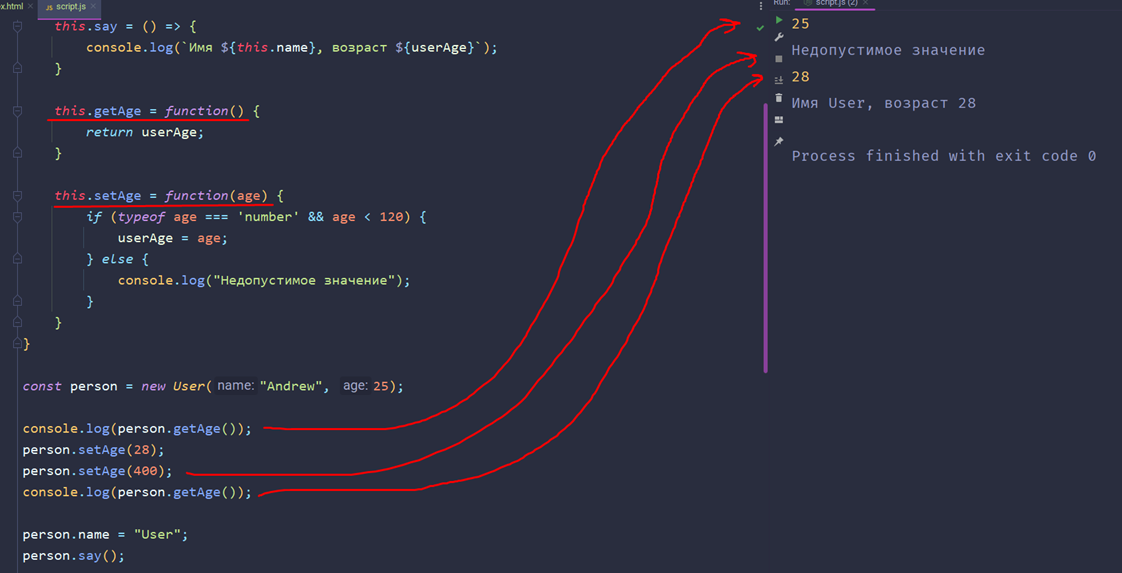 ex.html
script.js
this.say = () => {
console.log(`Имя ${this.name}, возраст ${userAge}`);
}
this.getAge = function() {
return userAge;
}
this.setAge = function(age) {
if (typeof age === 'number' && age < 120) {
userAge = age;
} else {
console.log("Недопустимое значение");
}
}
}
const person = new User( name: "Andrew", age: 25);
console.log(person.getAge());
person.setAge(28);
person.setAge(400);
console.log(person.getAge());
person.name = "User";
person.say();
Run: script.js (2)
25
Недопустимое значение
28
Имя User, возраст 28
Process finished with exit code 0